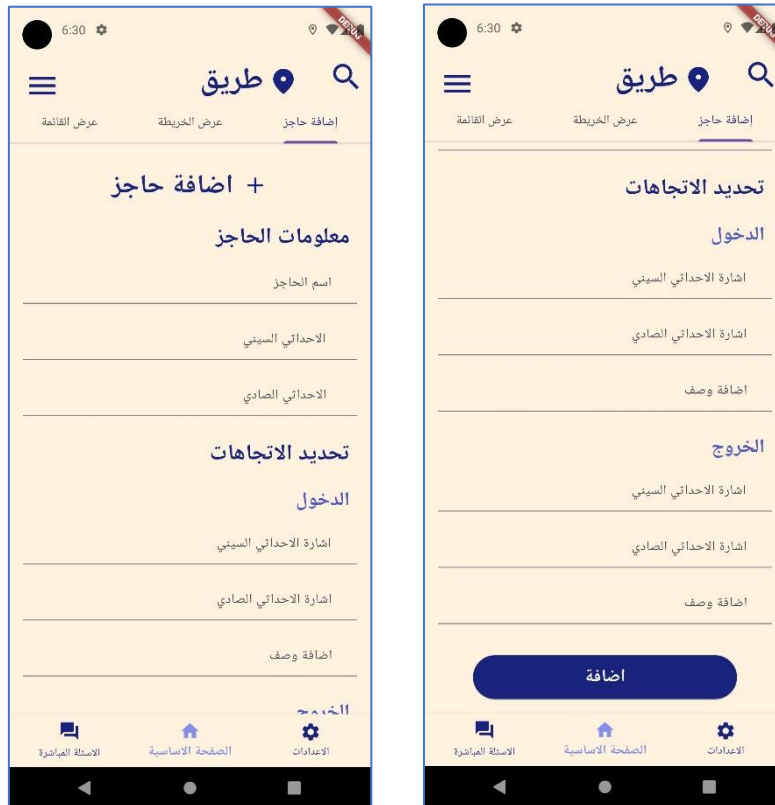 6:30
DEBUG
طريق
إضافة حاجز
عرض الخريطة
عرض القائمة
+ اضافة حاجز
معلومات الحاجز
اسم الحاجز
الاحداثي السيني
الاحداثي الصادي
تحديد الاتجاهات
الدخول
اشارة الاحداثي السيني
اشارة الاحداثي الصادي
اضافة وصف
الخروج
الاعدادات
الصفحة الاساسية
الاسئلة المباشرة
6:30
DEBUG
طريق
إضافة حاجز
عرض الخريطة
عرض القائمة
تحديد الاتجاهات
الدخول
اشارة الاحداثي السيني
اشارة الاحداثي الصادي
اضافة وصف
الخروج
اشارة الاحداثي السيني
اشارة الاحداثي الصادي
اضافة وصف
اضافة
الاعدادات
الصفحة الاساسية
الاسئلة المباشرة